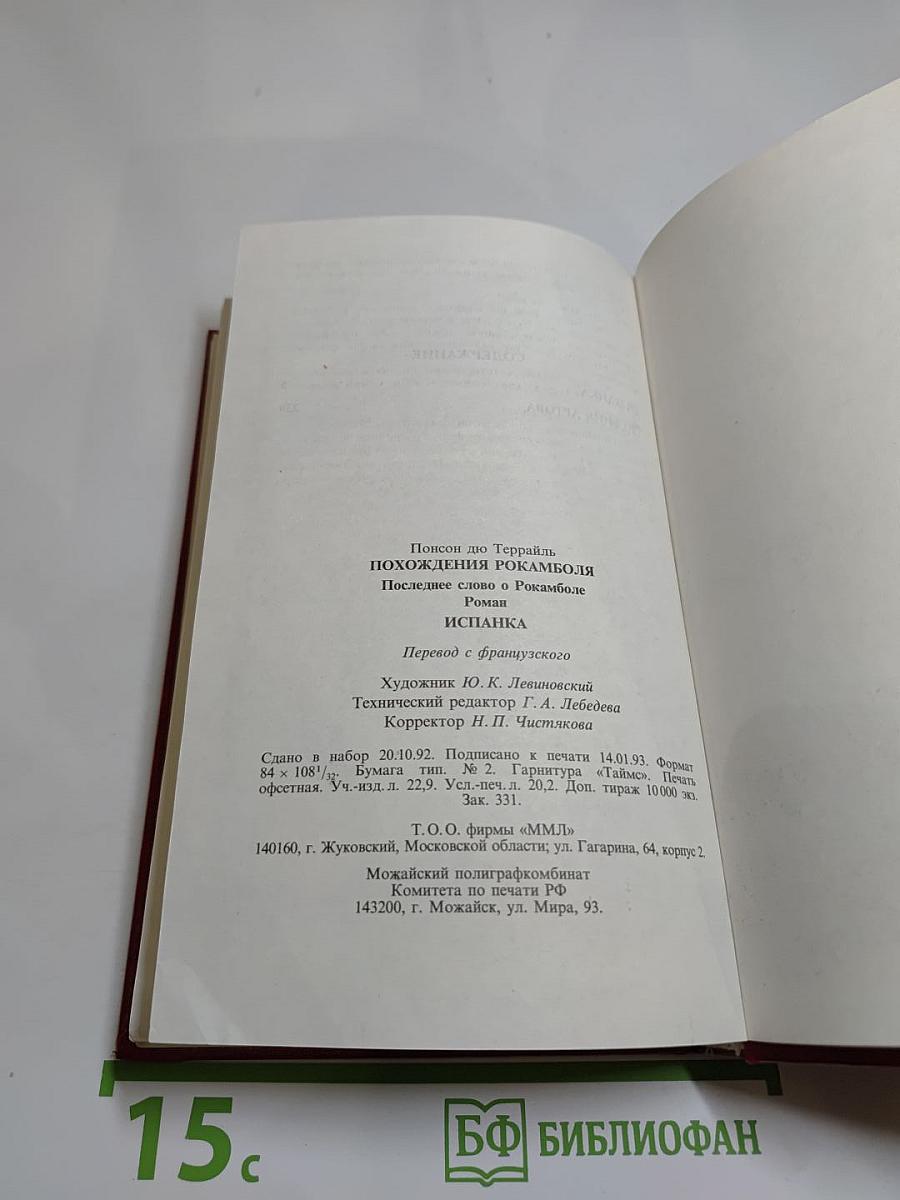 СОДЕРЖАНИЕ
Понсон дю Террайль
ПОХОЖДЕНИЯ РОКАМБОЛЯ
Последнее слово о Рокамболе
Роман
ИСПАНКА
Перевод с французского
Художник Ю. К. Левиновский
Технический редактор Г. А. Лебедева
Корректор Н. П. Чистякова
Сдано в набор 20.10.92. Подписано к печати 14.01.93. Формат
84 × 108 1/32. Бумага тип. № 2. Гарнитура «Таймс». Печать
офсетная. Уч.-изд. л. 22,9. Усл.-печ. л. 20,2. Доп. тираж 10 000 экз.
Зак. 331.
Т. О. О. фирмы «ММЛ»
140160, г. Жуковский, Московской области; ул. Гагарина, 64, корпус 2.
Можайский полиграфкомбинат
Комитета по печати РФ
143200, г. Можайск, ул. Мира, 93.
15 с
БФ БИБЛИОФАН